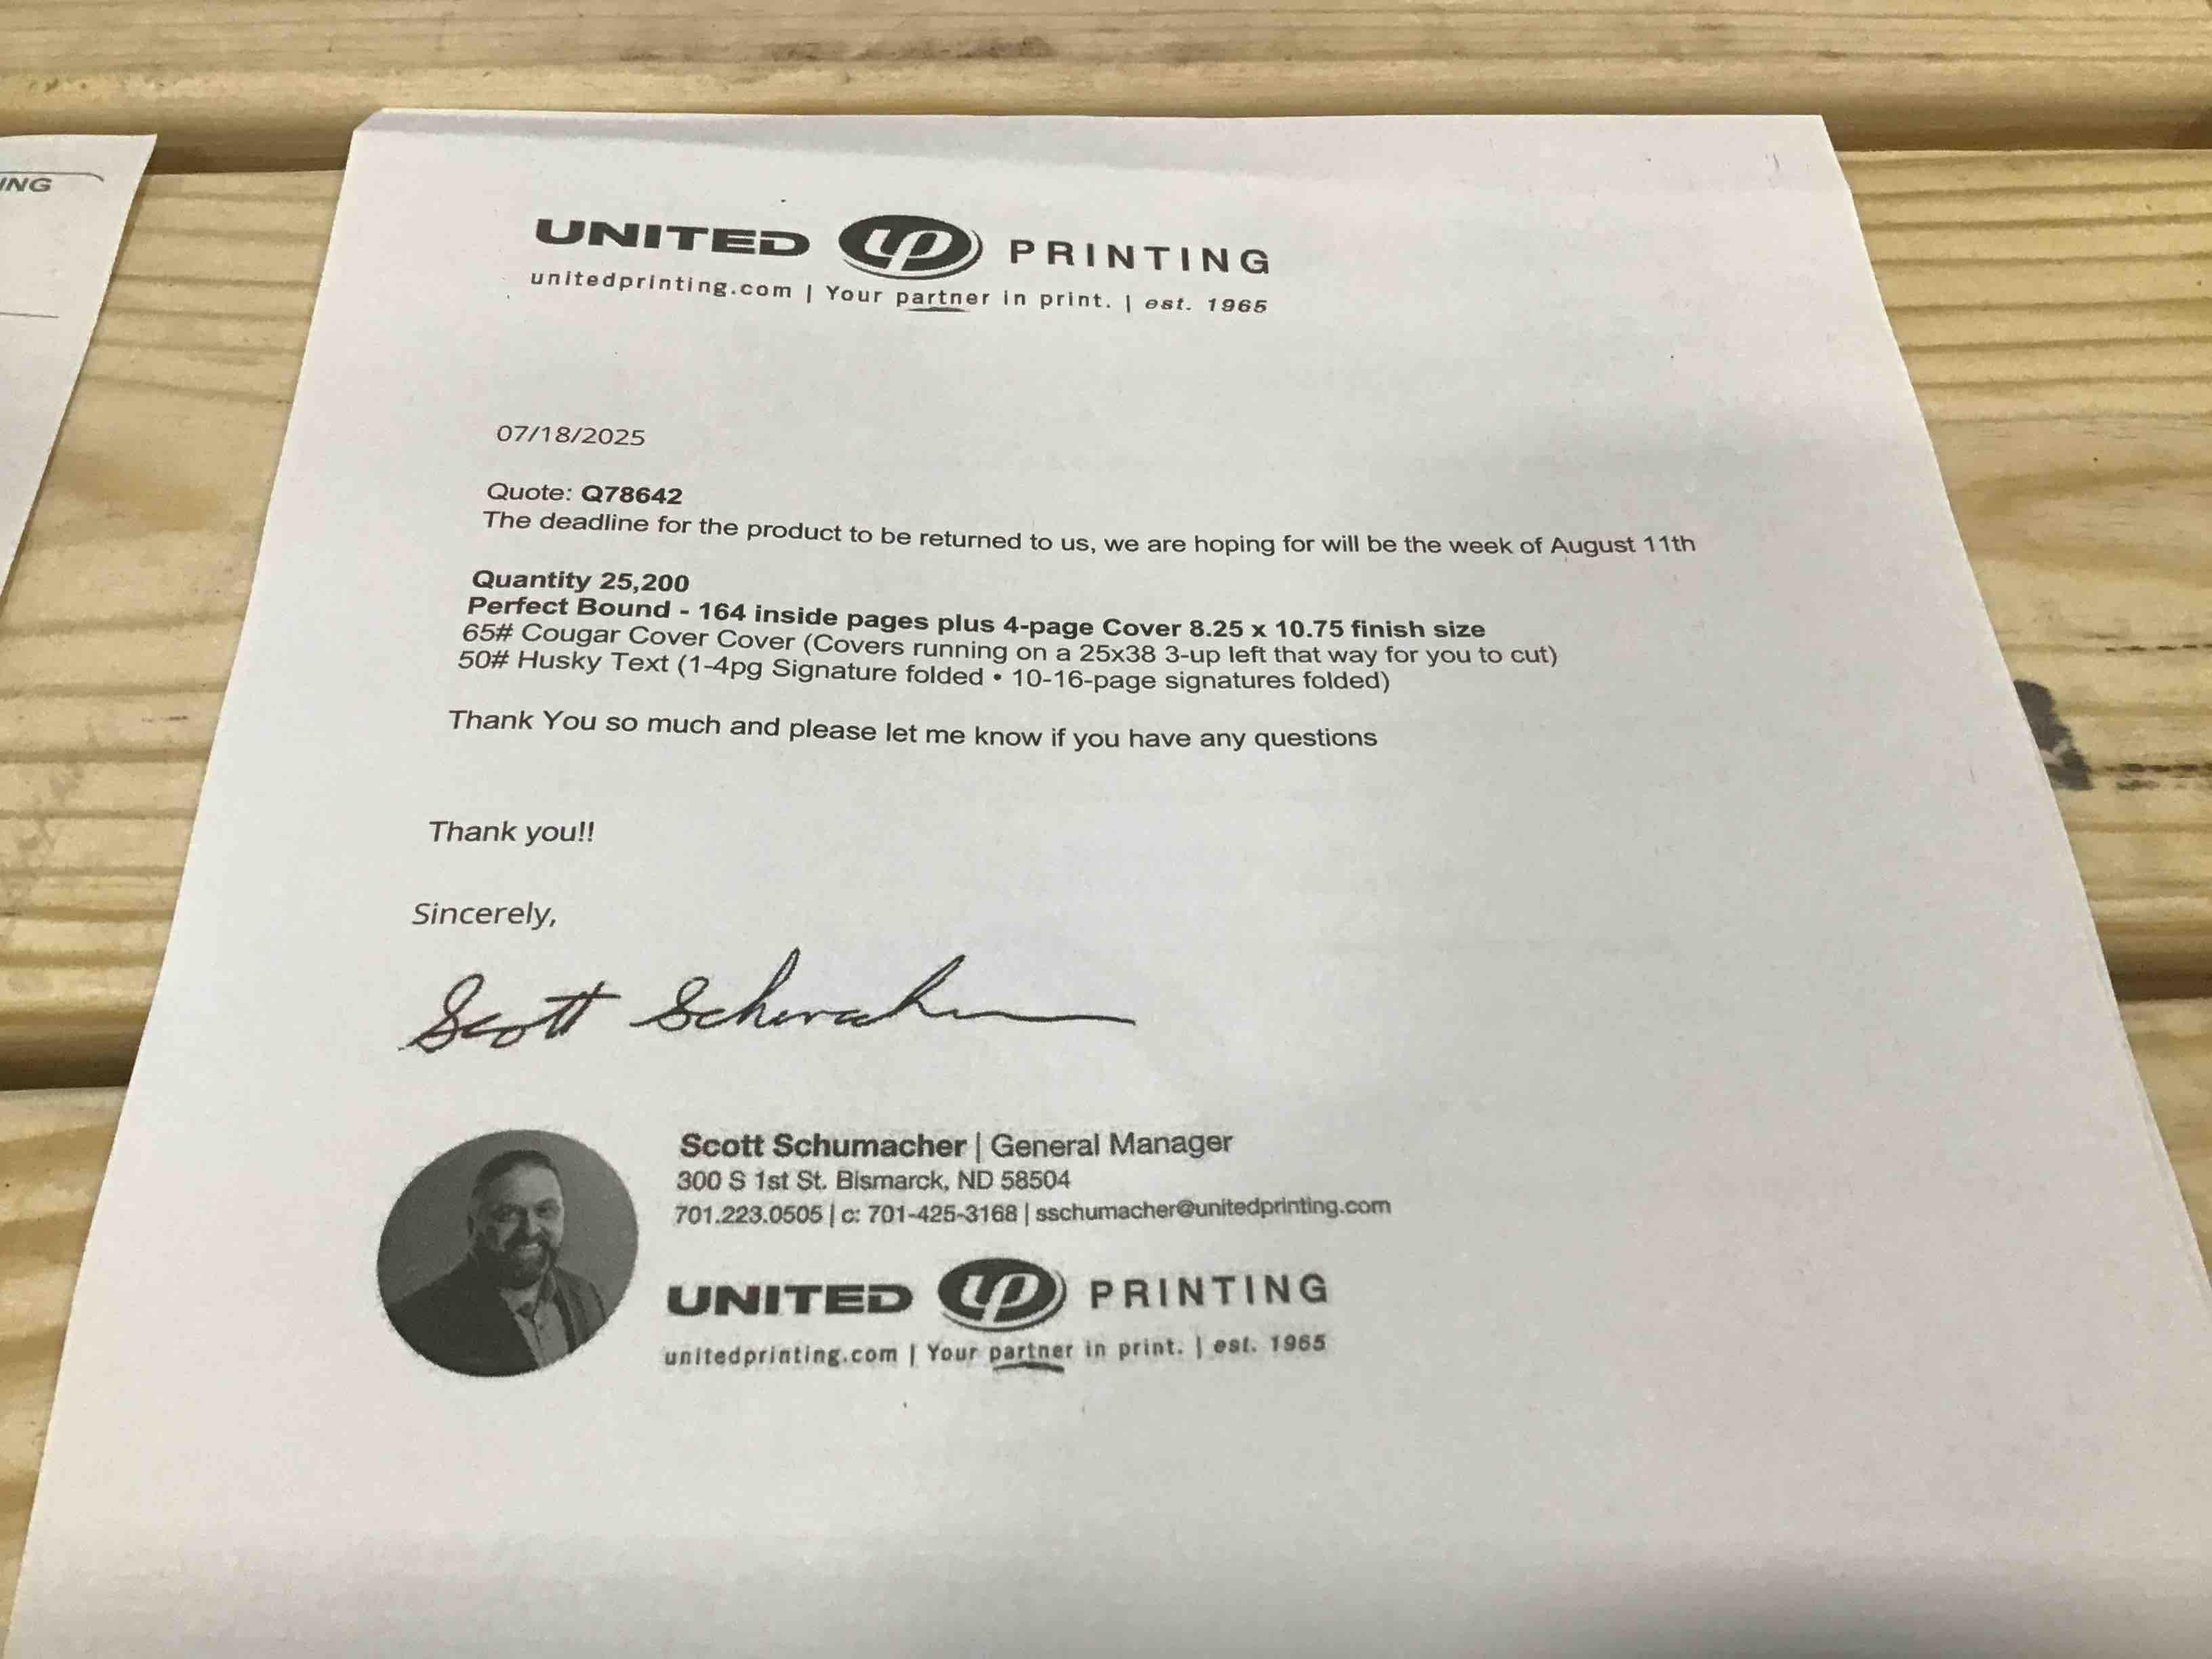 ING
UNITED UP PRINTING
unitedprinting.com | Your partner in print. | est. 1965
07/18/2025
Quote: Q78642
The deadline for the product to be returned to us, we are hoping for will be the week of August 11th
Quantity 25,200
Perfect Bound - 164 inside pages plus 4-page Cover 8.25 x 10.75 finish size
65# Cougar Cover Cover (Covers running on a 25x38 3-up left that way for you to cut)
50# Husky Text (1-4pg Signature folded • 10-16-page signatures folded)
Thank You so much and please let me know if you have any questions
Thank you!!
Sincerely,
Scott Schumacher
Scott Schumacher | General Manager
300 S 1st St. Bismarck, ND 58504
701.223.0505 | c: 701-425-3168 | sschumacher@unitedprinting.com
UNITED UP PRINTING
unitedprinting.com | Your partner in print. | est. 1965